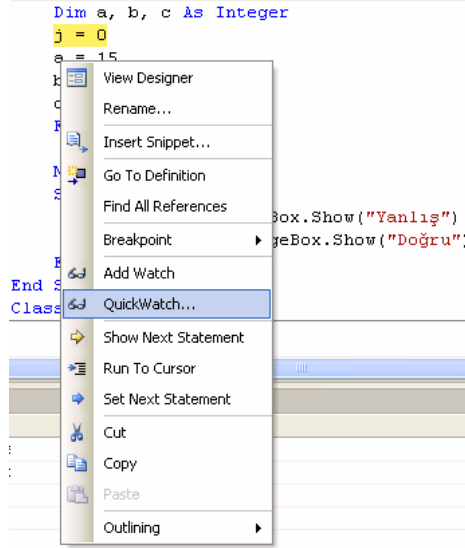 Dim a, b, c As Integer
j = 0
a = 15
View Designer
Rename...
Insert Snippet...
Go To Definition
Find All References
Box.Show("Yanlış")
Breakpoint
geBox.Show("Doğru")
Add Watch
End S
QuickWatch...
Class
Show Next Statement
Run To Cursor
Set Next Statement
Cut
Copy
Paste
Outlining